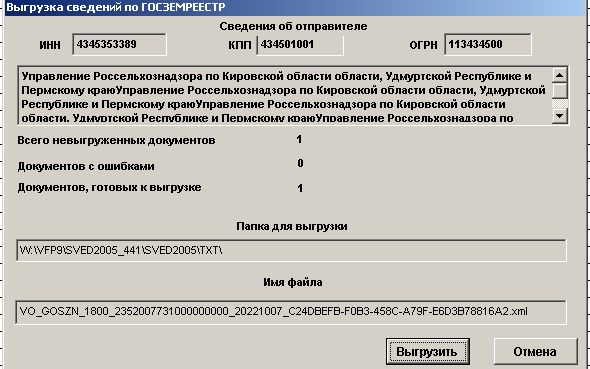 Выгрузка сведений по ГОСЗЕМРЕЕСТР
Сведения об отправителе
ИНН 4345353389 КПП 434501001 ОГРН 113434500
Управление Россельхознадзора по Кировской области области, Удмуртской Республике и
Пермскому краюУправление Россельхознадзора по Кировской области области, Удмуртской
Республике и Пермскому краюУправление Россельхознадзора по Кировской области
области, Удмуртской Республике и Пермскому краюУправление Россельхознадзора по
Всего невыгруженных документов 1
Документов с ошибками 0
Документов, готовых к выгрузке 1
Папка для выгрузки
W:\VFP9\SVED2005_441\SVED2005\TXT\
Имя файла
VO_GOSZN_1800_2352007731000000000_20221007_C24DBEFB-F0B3-458C-A79F-E6D3B78816A2.xml
Выгрузить Отмена